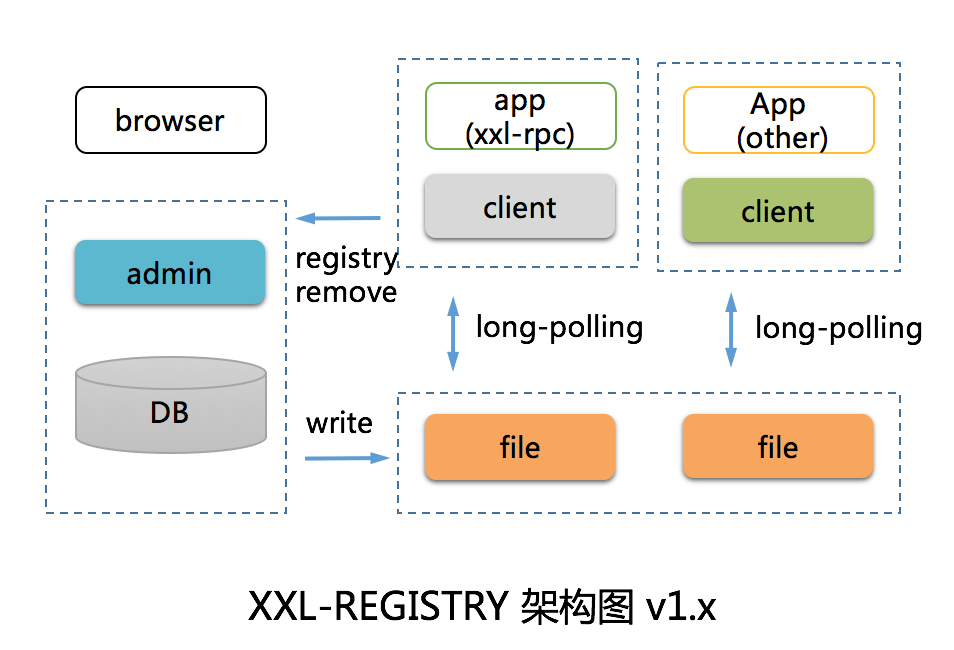 browser
app
(xxl-rpc)
App
(other)
client
client
admin
registry
remove
long-polling
long-polling
DB
write
file
file
XXL-REGISTRY 架构图 v1.x